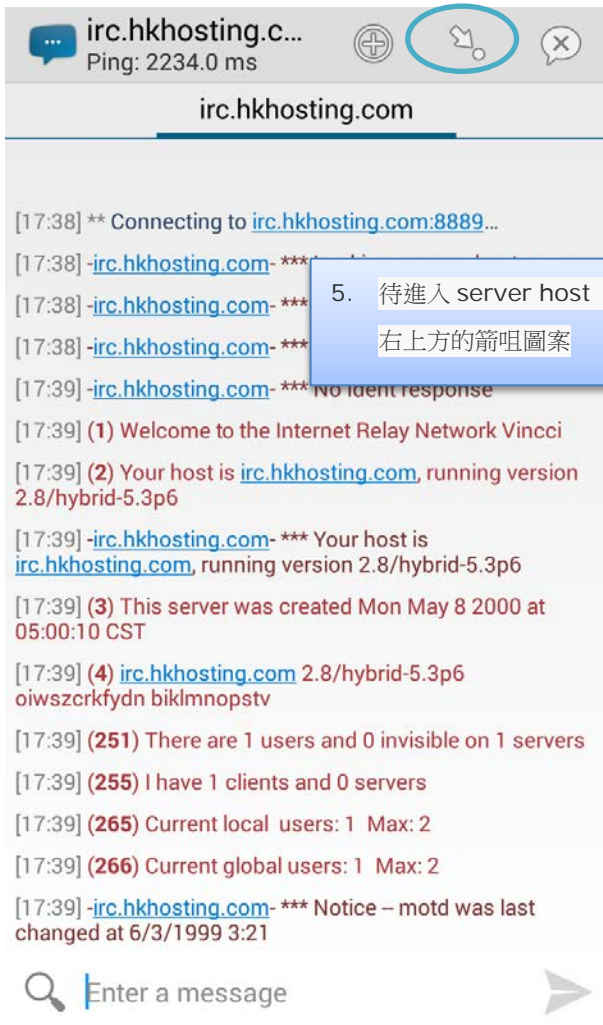 irc.hkhosting.c...
Ping: 2234.0 ms
irc.hkhosting.com
[17:38] ** Connecting to irc.hkhosting.com:8889...
[17:38] -irc.hkhosting.com- ***
[17:38] -irc.hkhosting.com- ***
[17:38] -irc.hkhosting.com- ***
5. 待進入 server host
右上方的箭咀圖案
[17:39] -irc.hkhosting.com- *** No ident response
[17:39] (1) Welcome to the Internet Relay Network Vincci
[17:39] (2) Your host is irc.hkhosting.com, running version
2.8/hybrid-5.3p6
[17:39] -irc.hkhosting.com- *** Your host is
irc.hkhosting.com, running version 2.8/hybrid-5.3p6
[17:39] (3) This server was created Mon May 8 2000 at
05:00:10 CST
[17:39] (4) irc.hkhosting.com 2.8/hybrid-5.3p6
oiwszcrkfydn biklmnopstv
[17:39] (251) There are 1 users and 0 invisible on 1 servers
[17:39] (255) I have 1 clients and 0 servers
[17:39] (265) Current local users: 1 Max: 2
[17:39] (266) Current global users: 1 Max: 2
[17:39] -irc.hkhosting.com- *** Notice -- motd was last
changed at 6/3/1999 3:21
Enter a message